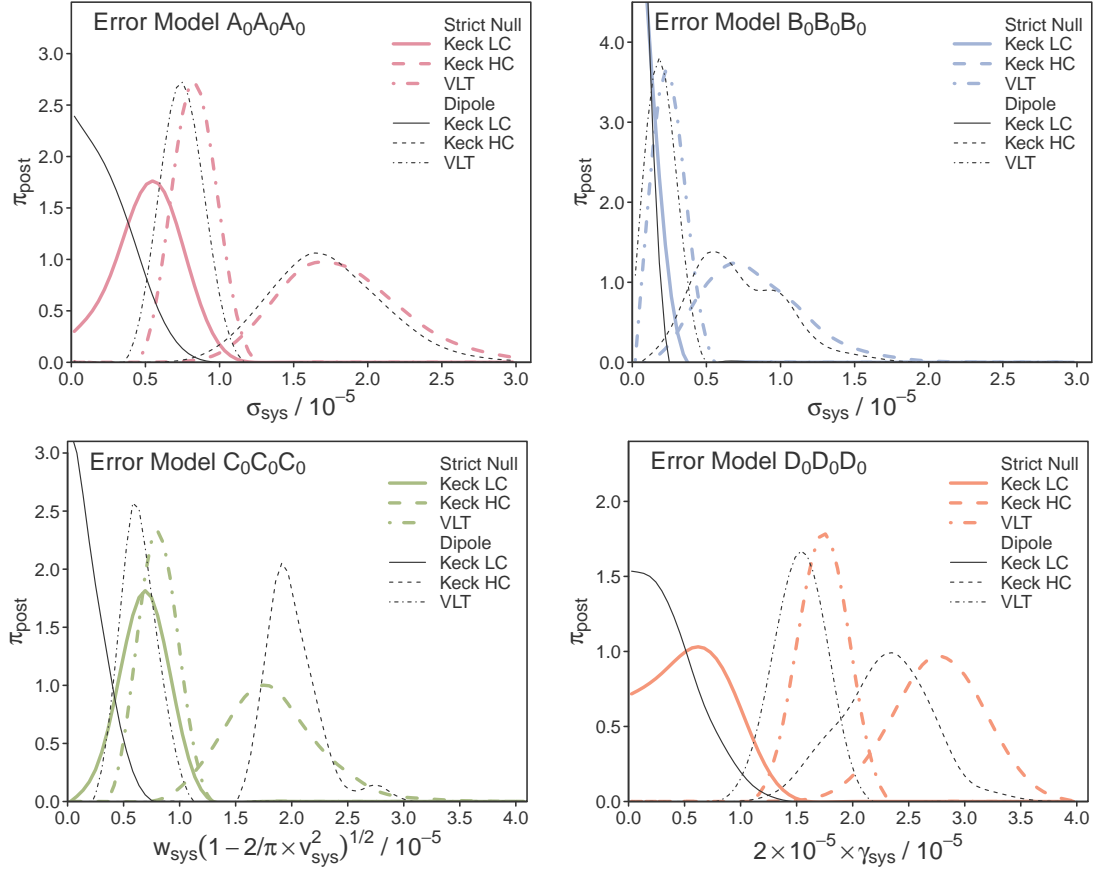 Error Model A₀A₀A₀
Strict Null
Keck LC
Keck HC
VLT
Dipole
Keck LC
Keck HC
VLT
3.0
2.5
2.0
1.5
1.0
0.5
0.0
π_post
0.0 0.5 1.0 1.5 2.0 2.5 3.0
σ_sys / 10⁻⁵
Error Model B₀B₀B₀
Strict Null
Keck LC
Keck HC
VLT
Dipole
Keck LC
Keck HC
VLT
4.0
3.0
2.0
1.0
0.0
π_post
0.0 0.5 1.0 1.5 2.0 2.5 3.0
σ_sys / 10⁻⁵
Error Model C₀C₀C₀
Strict Null
Keck LC
Keck HC
VLT
Dipole
Keck LC
Keck HC
VLT
3.0
2.5
2.0
1.5
1.0
0.5
0.0
π_post
0.0 0.5 1.0 1.5 2.0 2.5 3.0 3.5 4.0
w_sys(1 − 2/π × v²_sys)^1/2 / 10⁻⁵
Error Model D₀D₀D₀
Strict Null
Keck LC
Keck HC
VLT
Dipole
Keck LC
Keck HC
VLT
2.0
1.5
1.0
0.5
0.0
π_post
0.0 0.5 1.0 1.5 2.0 2.5 3.0 3.5 4.0
2 × 10⁻⁵ × γ_sys / 10⁻⁵